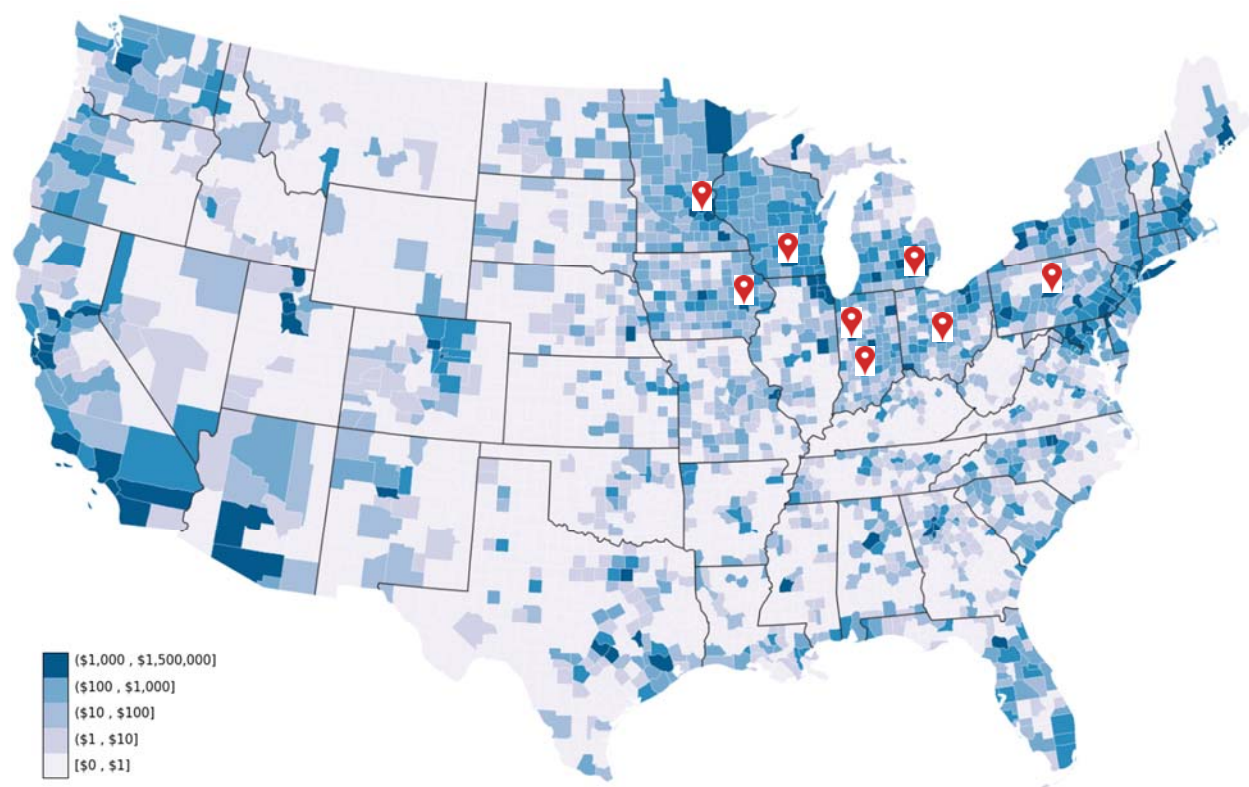 ($1,000 , $1,500,000]
($100 , $1,000]
($10 , $100]
($1 , $10]
[$0 , $1]